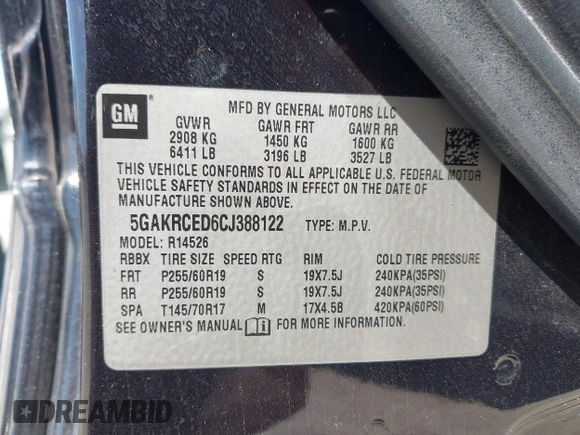 GM
MFD BY GENERAL MOTORS LLC
GVWR GAWR FRT GAWR RR
2908 KG 1450 KG 1600 KG
6411 LB 3196 LB 3527 LB
THIS VEHICLE CONFORMS TO ALL APPLICABLE U.S. FEDERAL MOTOR
VEHICLE SAFETY STANDARDS IN EFFECT ON THE DATE OF
MANUFACTURE SHOWN ABOVE.
5GAKRCED6CJ388122 TYPE: M.P.V.
MODEL: R14526
RBBX TIRE SIZE SPEED RTG RIM COLD TIRE PRESSURE
FRT P255/60R19 S 19X7.5J 240KPA(35PSI)
RR P255/60R19 S 19X7.5J 240KPA(35PSI)
SPA T145/70R17 M 17X4.5B 420KPA(60PSI)
SEE OWNER'S MANUAL FOR MORE INFORMATION.
DREAMBID